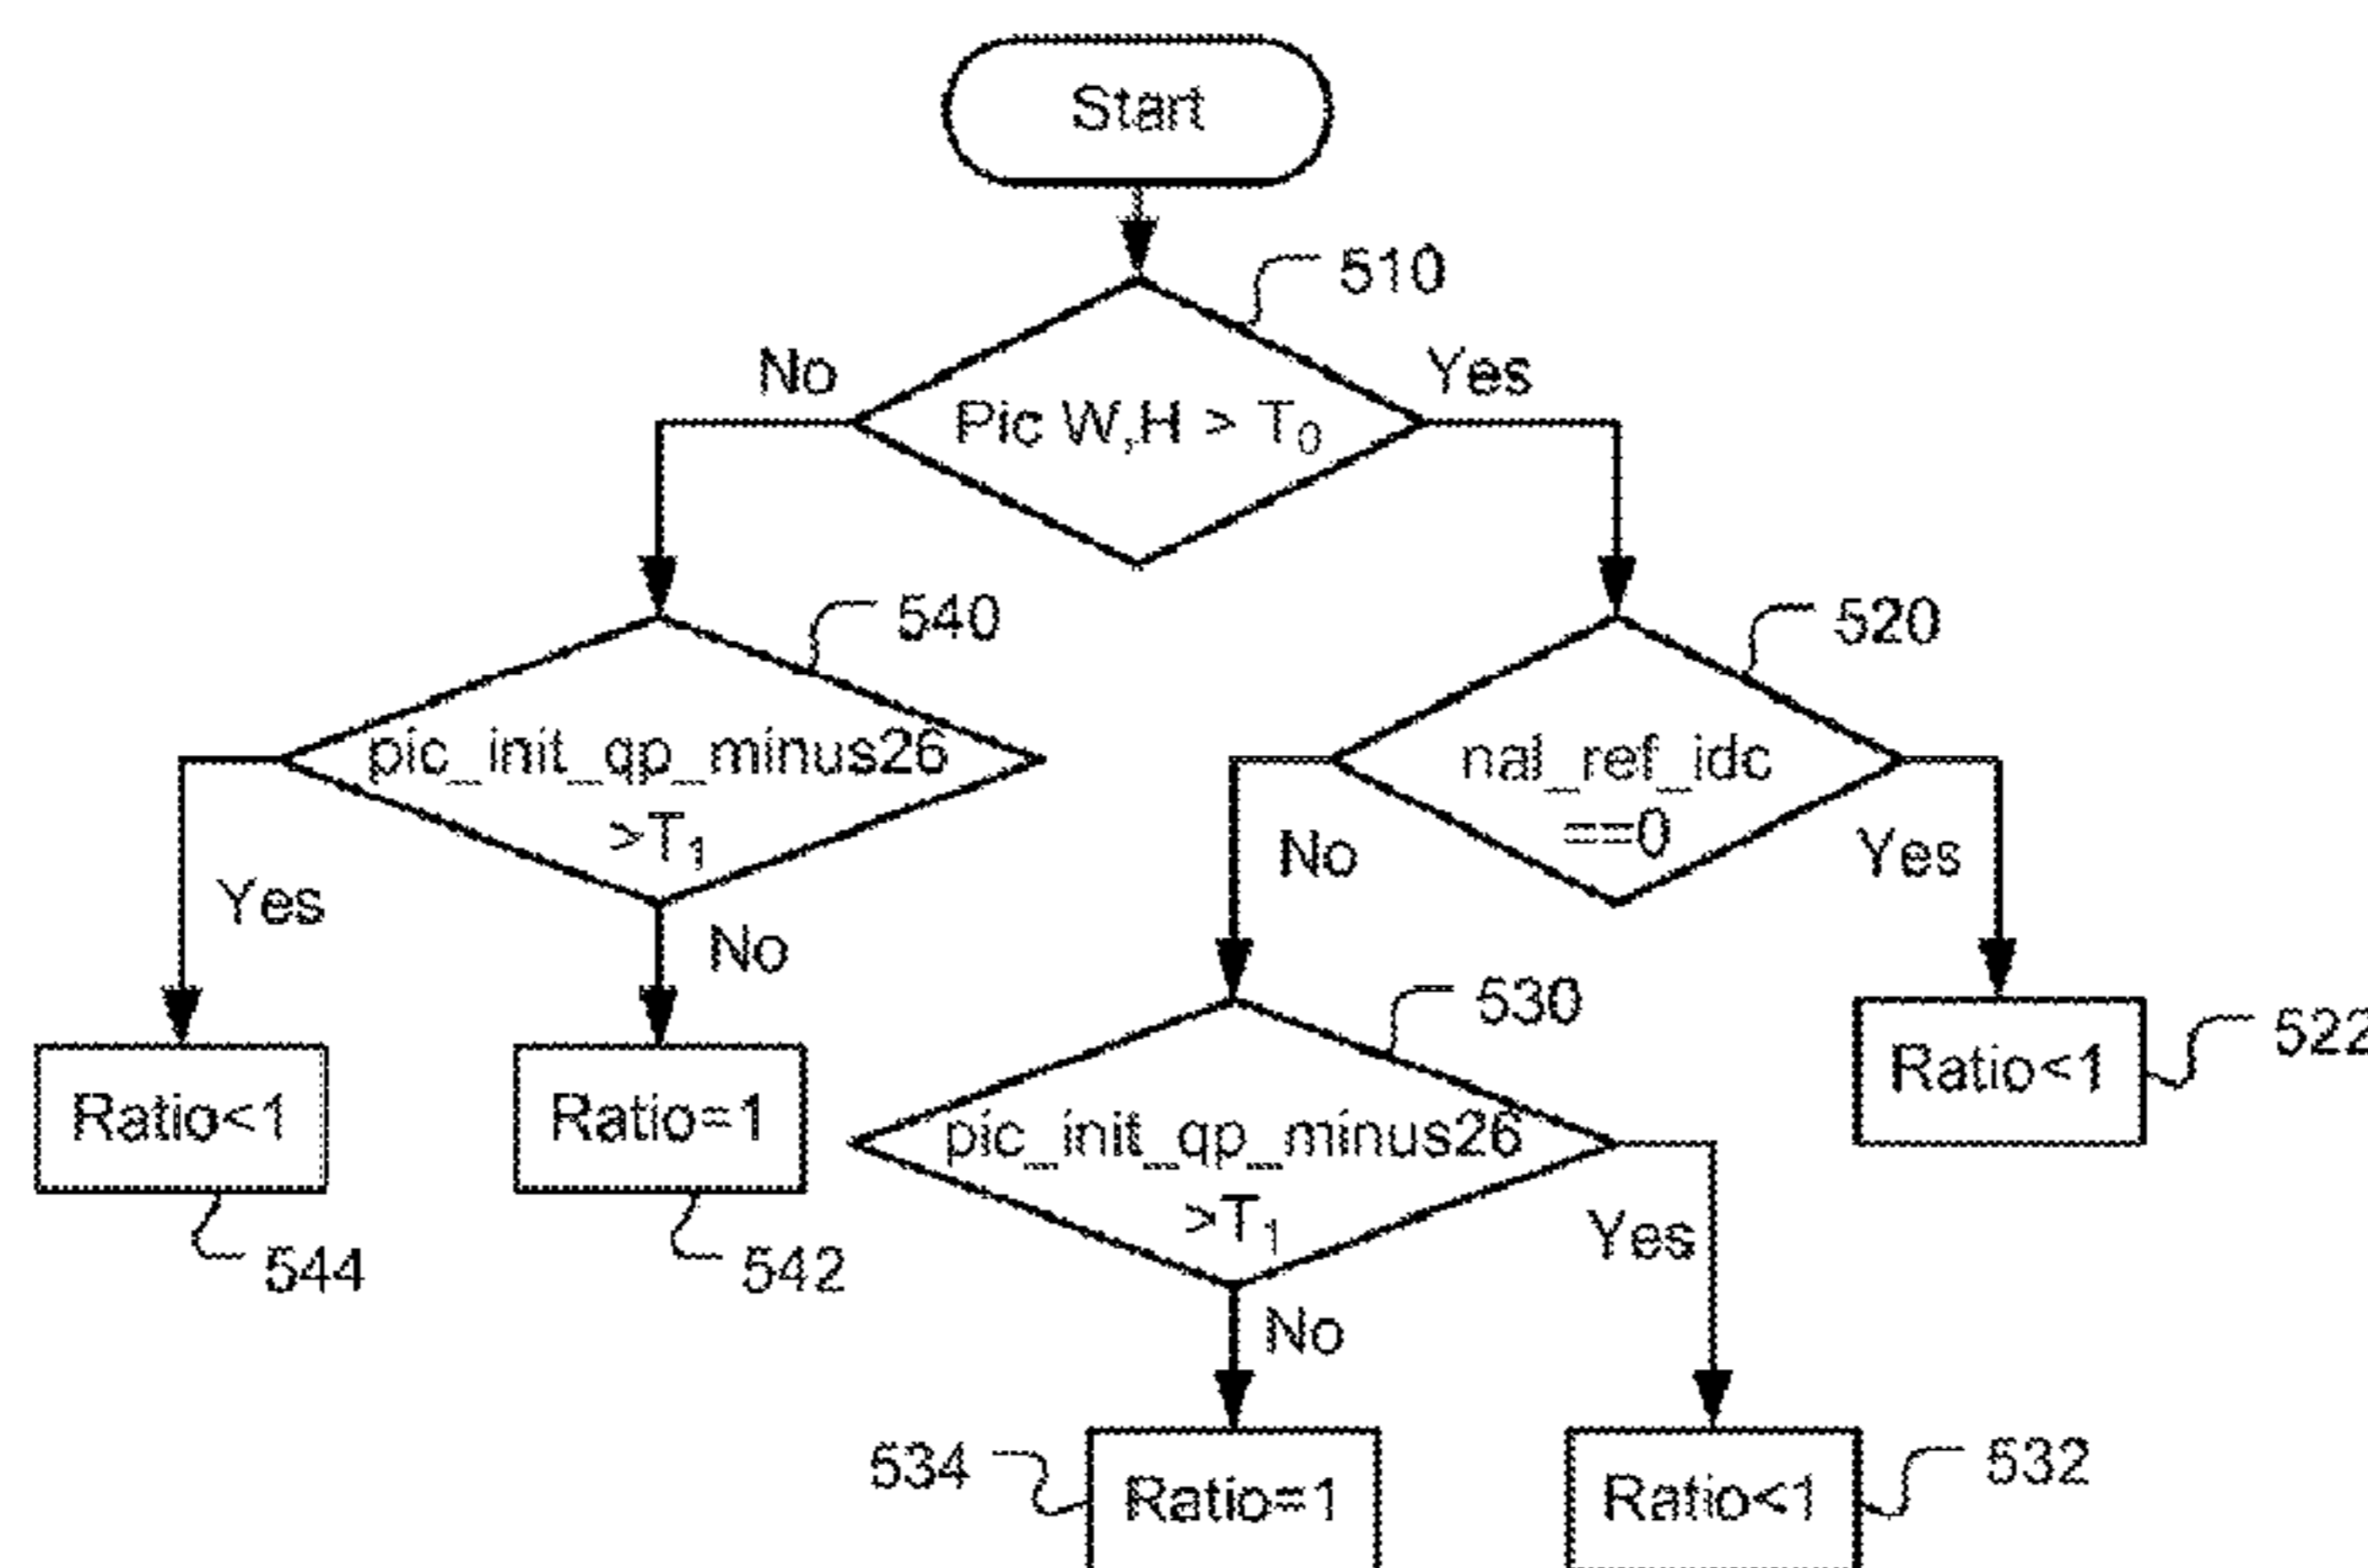 Start
510
No
Yes
Pic W,H > T0
540
520
pic_init_qp_minus26
>T1
nal_ref_idc
==0
Yes
No
No
Yes
530
522
Ratio<1
Ratio=1
Ratio<1
pic_init_qp_minus26
>T1
544
542
Yes
No
534
Ratio=1
Ratio<1
532